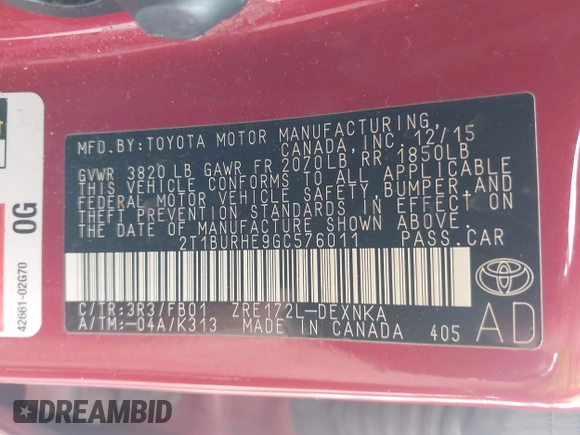 MFD.BY:TOYOTA MOTOR MANUFACTURING,
CANADA, INC. 12/15
GVWR 3820 LB GAWR FR 2070LB RR 1850LB
THIS VEHICLE CONFORMS TO ALL APPLICABLE
FEDERAL MOTOR VEHICLE SAFETY, BUMPER, AND
THEFT PREVENTION STANDARDS IN EFFECT ON
THE DATE OF MANUFACTURE SHOWN ABOVE.
2T1BURHE9GC576011 PASS.CAR
C/TR:3R3/FB01 ZRE172L-DEXNKA
A/TM:-04A/K313 MADE IN CANADA 405
AD
0G
42661-02G70
DREAMBID